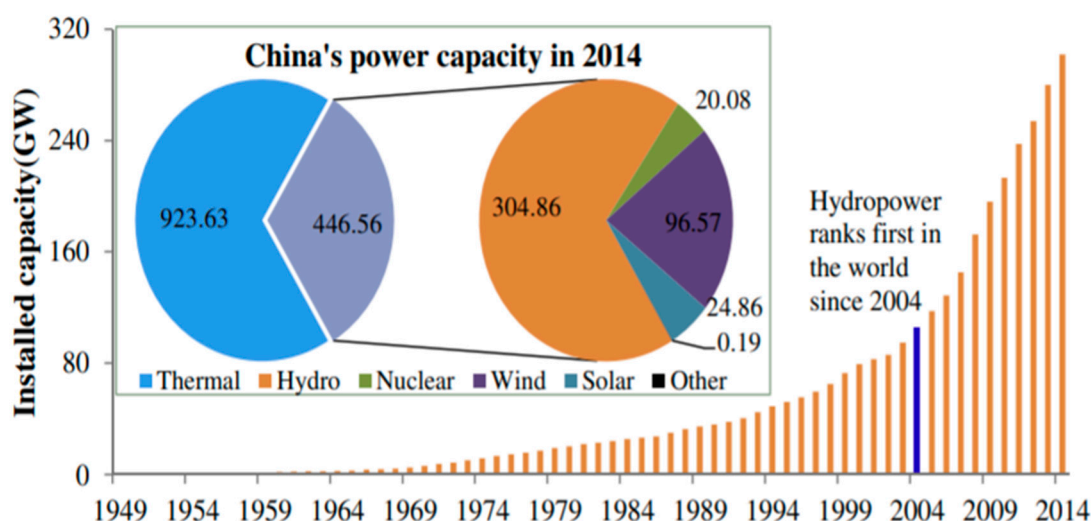 China's power capacity in 2014
923.63
446.56
304.86
20.08
96.57
24.86
0.19
Thermal Hydro Nuclear Wind Solar Other
Hydropower
ranks first in
the world
since 2004
Installed capacity(GW)
320
240
160
80
0
1949 1954 1959 1964 1969 1974 1979 1984 1989 1994 1999 2004 2009 2014